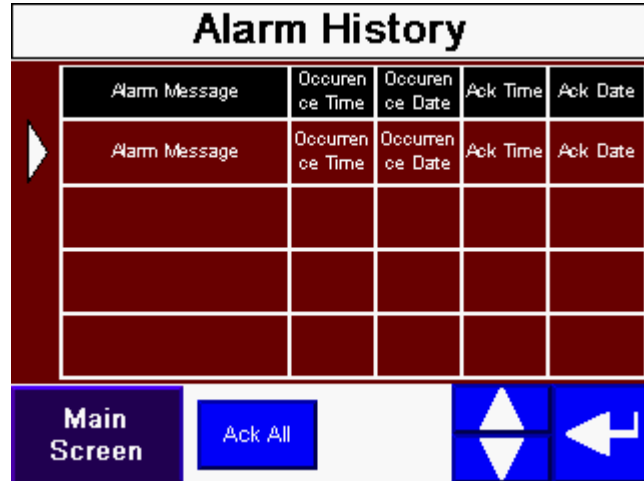 Alarm History
Alarm Message
Occuren
ce Time
Occuren
ce Date
Ack Time
Ack Date
Alarm Message
Occurren
ce Time
Occurren
ce Date
Ack Time
Ack Date
Main
Screen
Ack All